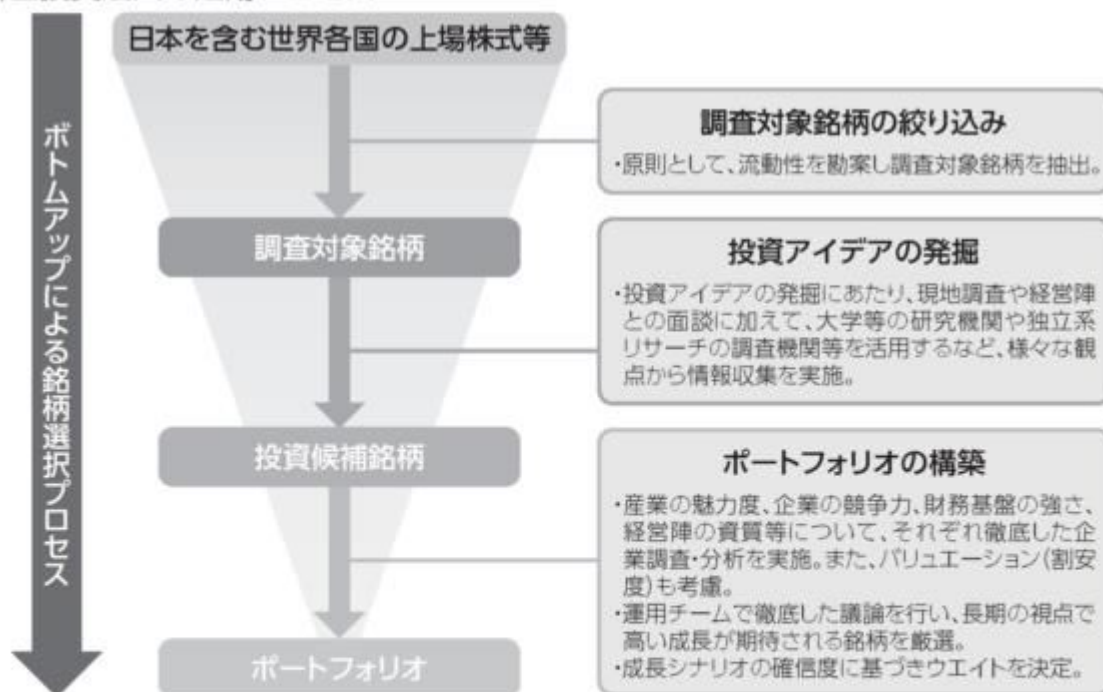 日本を含む世界各国の上場株式等
ボトムアップによる銘柄選択プロセス
調査対象銘柄の絞り込み
・原則として、流動性を勘案し調査対象銘柄を抽出。
調査対象銘柄
投資アイデアの発掘
・投資アイデアの発掘にあたり、現地調査や経営陣
との面談に加えて、大学等の研究機関や独立系
リサーチの調査機関等を活用するなど、様々な観
点から情報収集を実施。
投資候補銘柄
ポートフォリオの構築
・産業の魅力度、企業の競争力、財務基盤の強さ、
経営陣の資質等について、それぞれ徹底した企
業調査・分析を実施。また、バリュエーション(割安
度)も考慮。
・運用チームで徹底した議論を行い、長期の視点で
高い成長が期待される銘柄を厳選。
・成長シナリオの確信度に基づきウエイトを決定。
ポートフォリオ